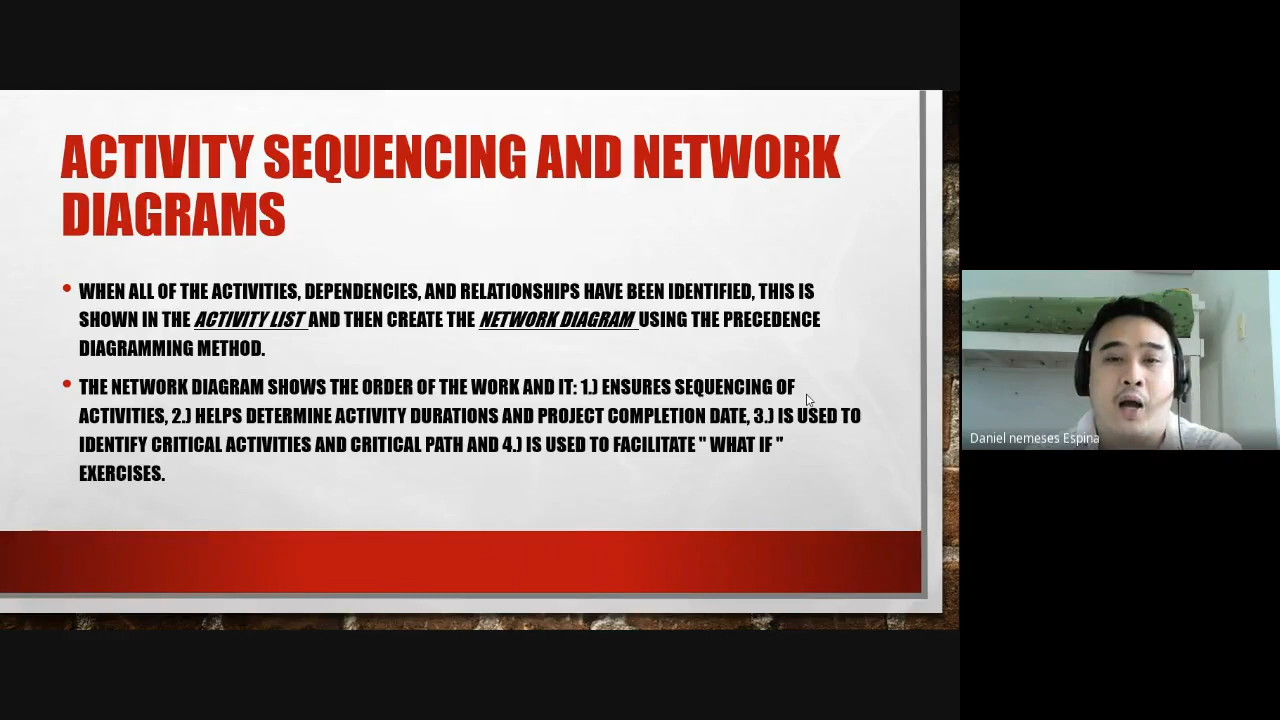 ACTIVITY SEQUENCING AND NETWORK
DIAGRAMS
• WHEN ALL OF THE ACTIVITIES, DEPENDENCIES, AND RELATIONSHIPS HAVE BEEN IDENTIFIED, THIS IS
SHOWN IN THE ACTIVITY LIST AND THEN CREATE THE NETWORK DIAGRAM USING THE PRECEDENCE
DIAGRAMMING METHOD.
• THE NETWORK DIAGRAM SHOWS THE ORDER OF THE WORK AND IT: 1.) ENSURES SEQUENCING OF
ACTIVITIES, 2.) HELPS DETERMINE ACTIVITY DURATIONS AND PROJECT COMPLETION DATE, 3.) IS USED TO
IDENTIFY CRITICAL ACTIVITIES AND CRITICAL PATH AND 4.) IS USED TO FACILITATE " WHAT IF "
EXERCISES.
Daniel nemeses Espina